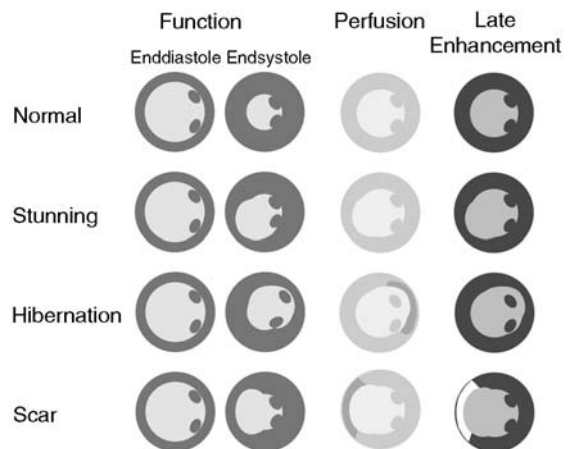 Function
Perfusion
Late
Enhancement
Enddiastole Endsystole
Normal
Stunning
Hibernation
Scar